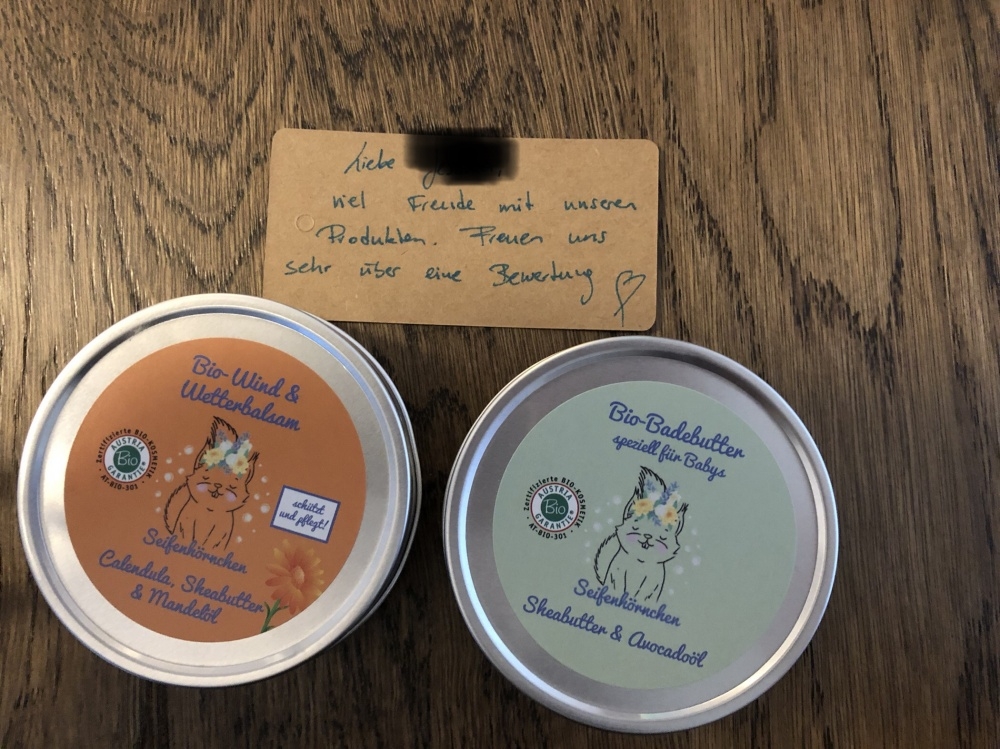 Liebe
viel Freude mit unseren
Produkten. Freuen uns
sehr über eine Bewertung
Bio-Wind &
Wetterbalsam
Zertifizierte BIO-KOSMETIK
AUSTRIA
Bio
GARANTIE
AT-BIO-301
schützt
und pflegt!
Seifenhörnchen
Calendula, Sheabutter
& Mandelöl
Bio-Badebutter
speziell für Babys
Zertifizierte BIO-KOSMETIK
AUSTRIA
Bio
GARANTIE
AT-BIO-301
Seifenhörnchen
Sheabutter & Avocadoöl